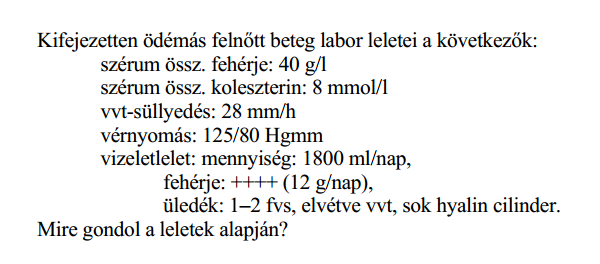 Kifejezetten ödémás felnőtt beteg labor leletei a következők:
szérum össz. fehérje: 40 g/l
szérum össz. koleszterin: 8 mmol/l
vvt-süllyedés: 28 mm/h
vérnyomás: 125/80 Hgmm
vizeletlelet: mennyiség: 1800 ml/nap,
fehérje: ++++ (12 g/nap),
üledék: 1–2 fvs, elvétve vvt, sok hyalin cilinder.
Mire gondol a leletek alapján?